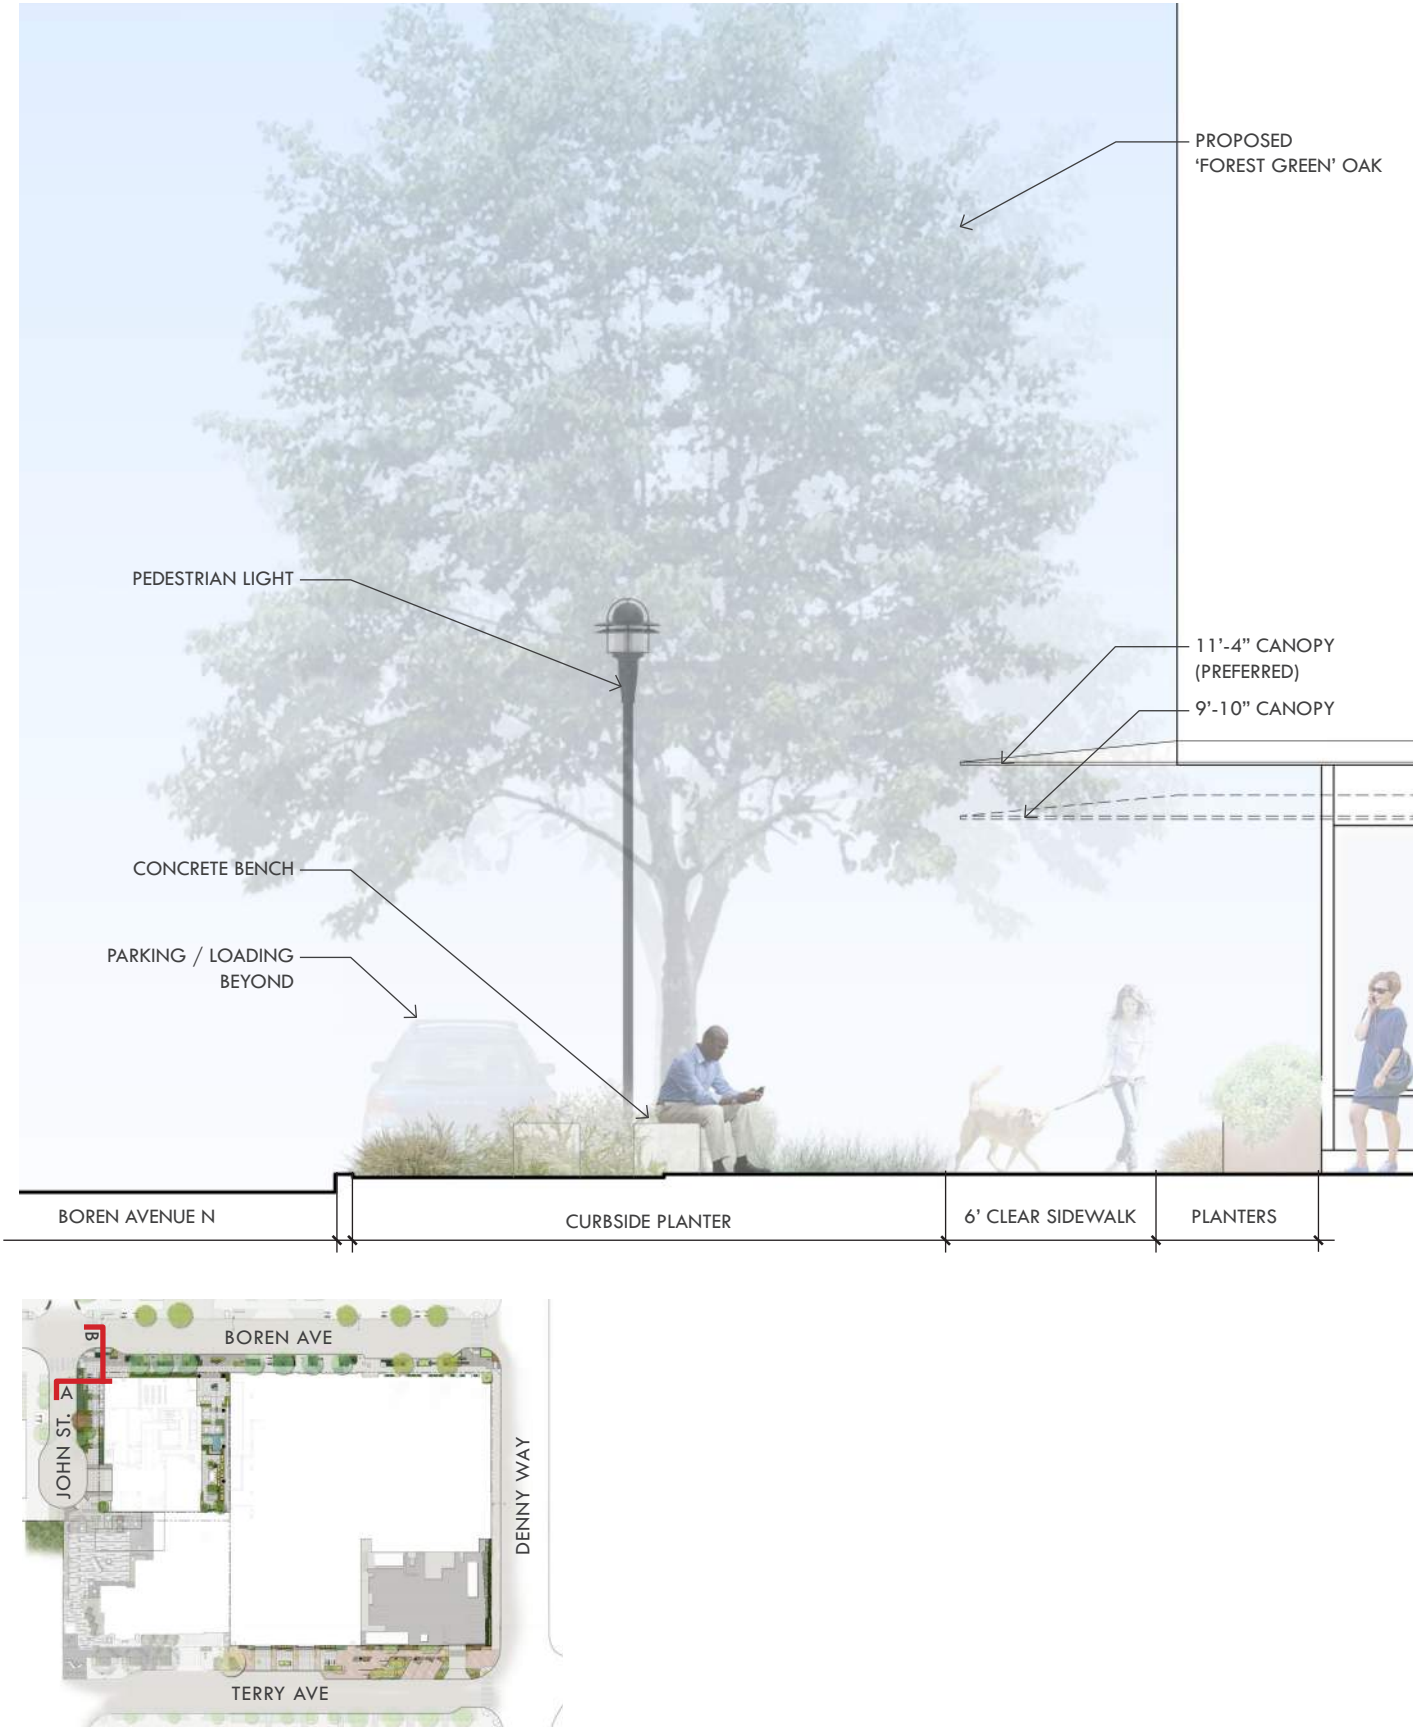 PROPOSED
‘FOREST GREEN’ OAK
PEDESTRIAN LIGHT
11’-4” CANOPY
(PREFERRED)
9’-10” CANOPY
CONCRETE BENCH
PARKING / LOADING
BEYOND
BOREN AVENUE N
CURBSIDE PLANTER
6’ CLEAR SIDEWALK
PLANTERS
B
BOREN AVE
A
JOHN ST.
DENNY WAY
TERRY AVE